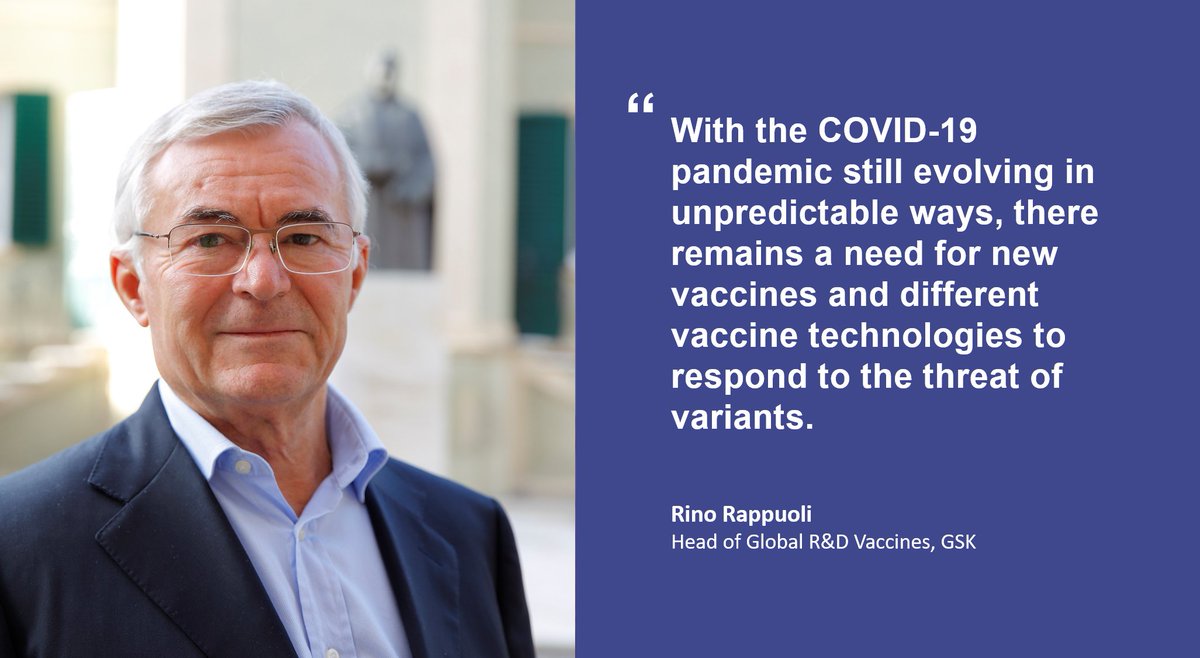 “
With the COVID-19
pandemic still evolving in
unpredictable ways, there
remains a need for new
vaccines and different
vaccine technologies to
respond to the threat of
variants.
Rino Rappuoli
Head of Global R&D Vaccines, GSK